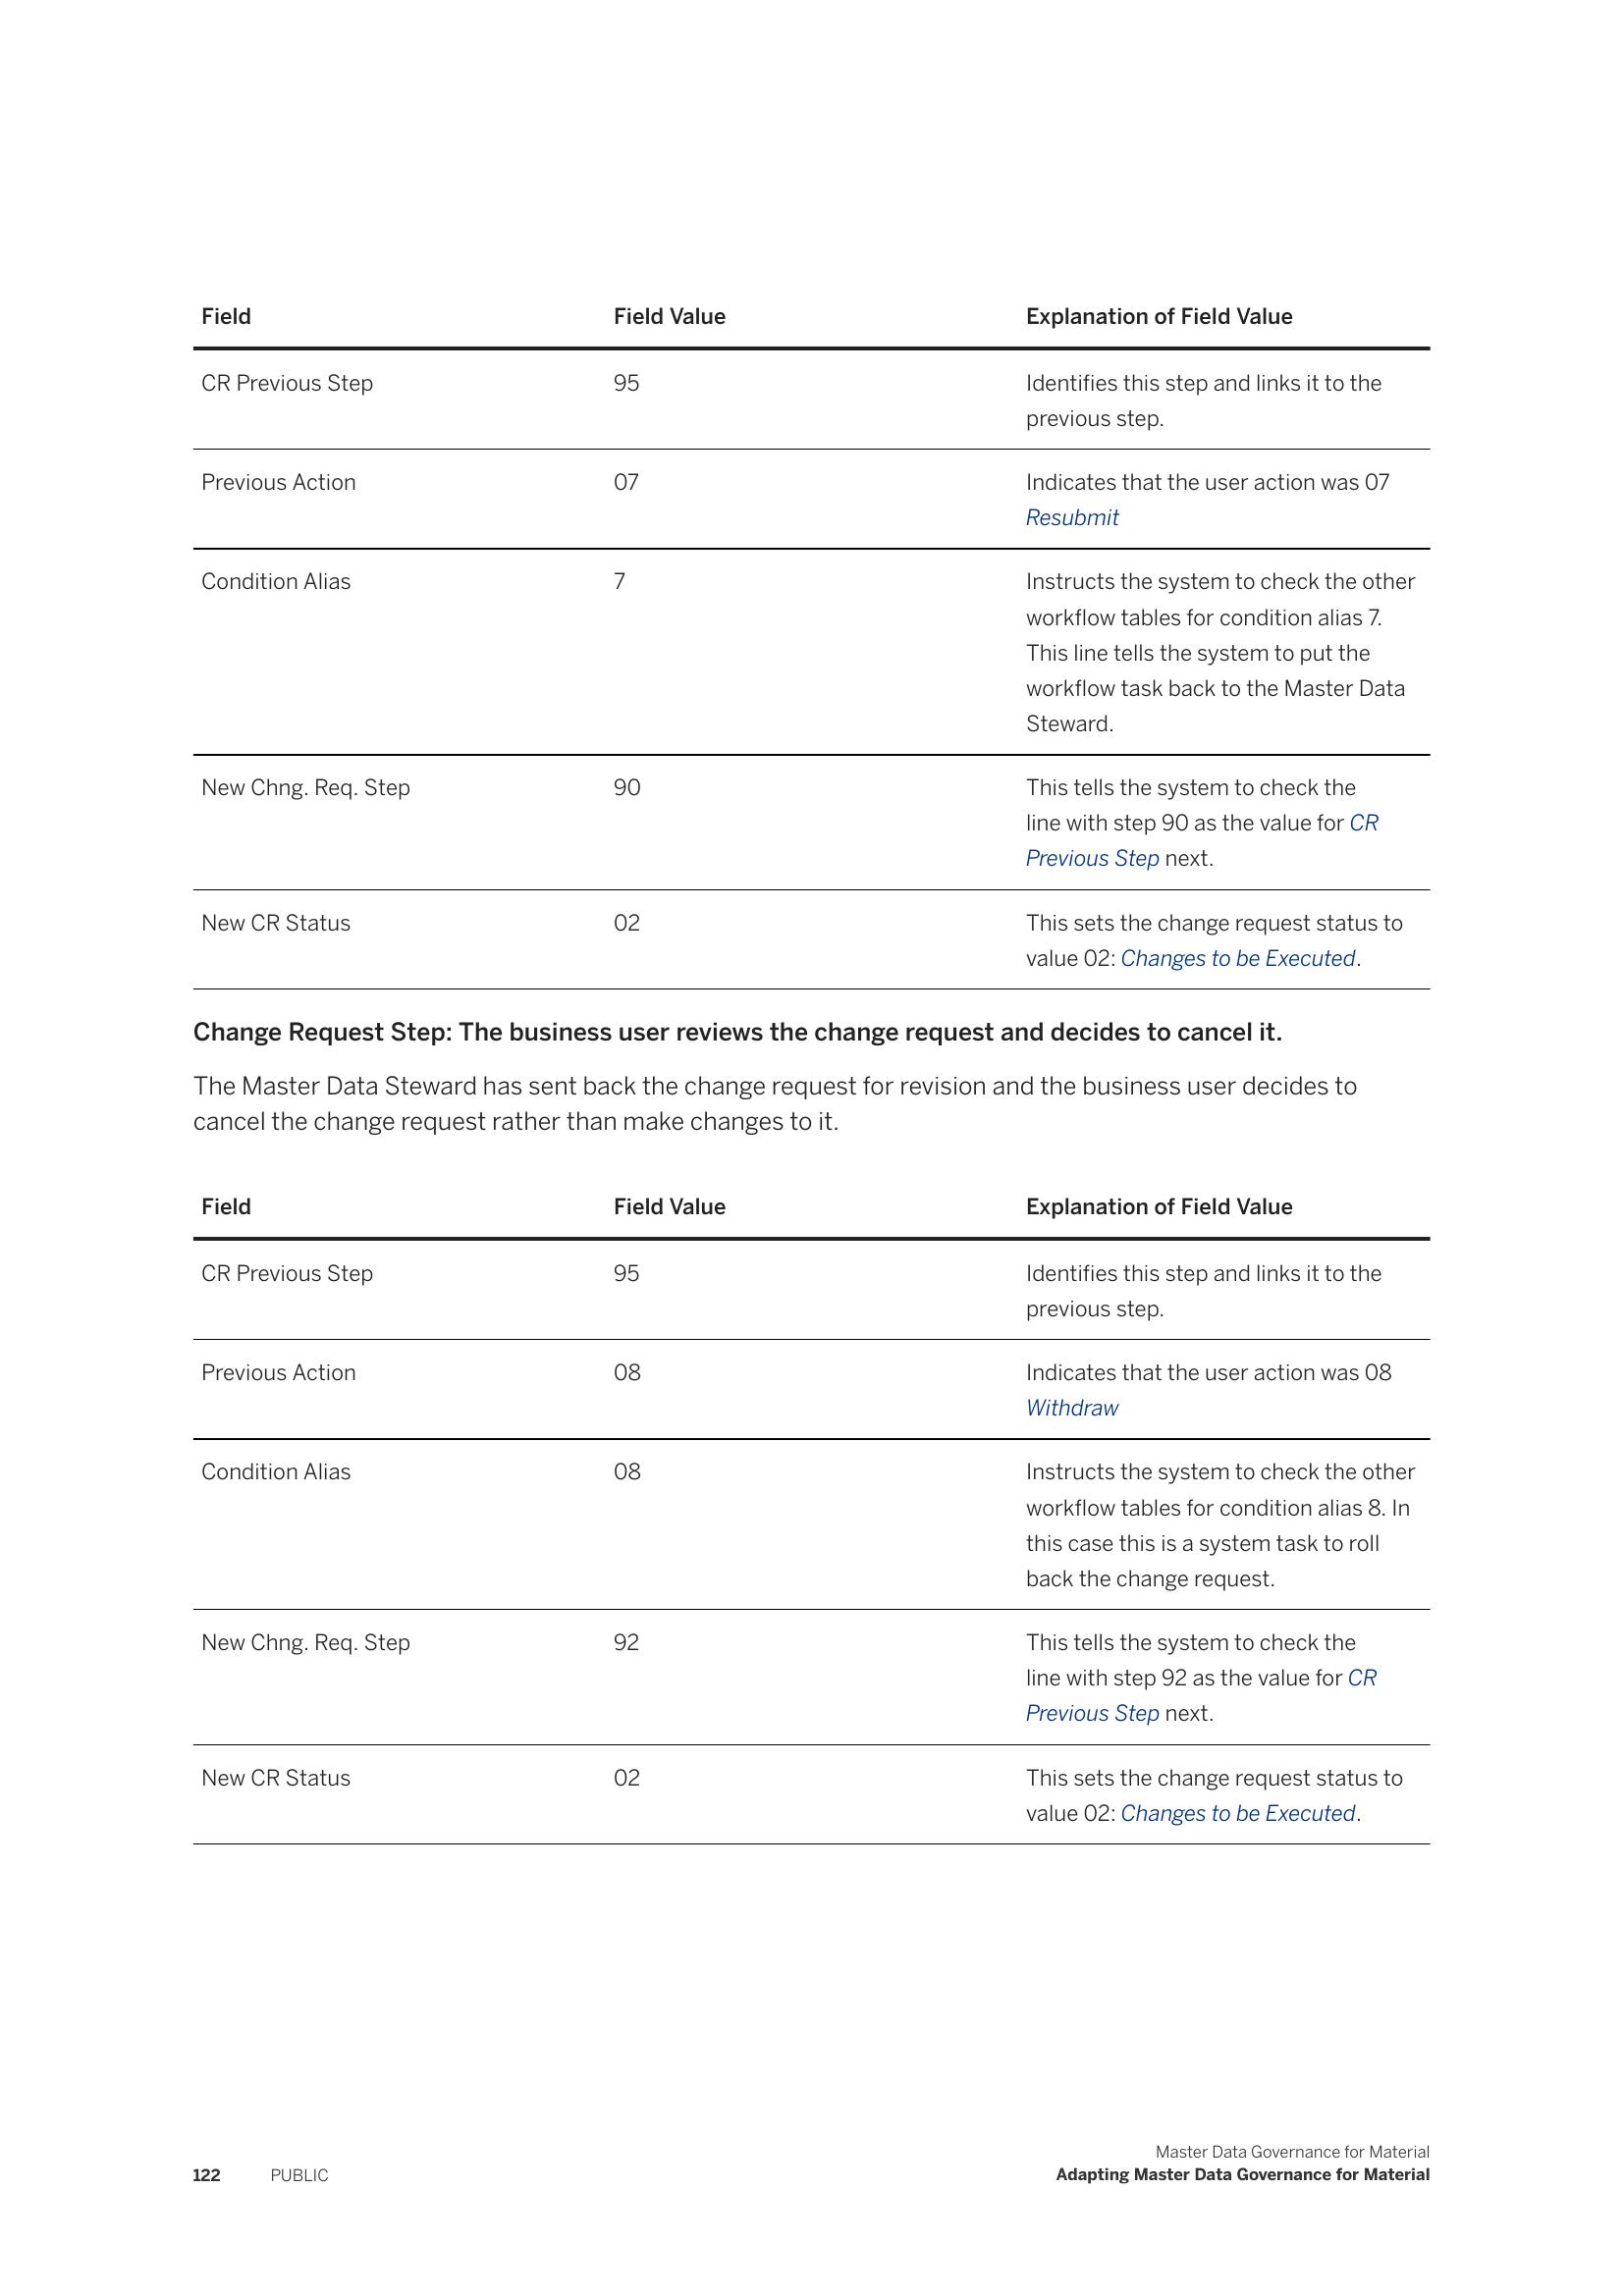 Field Field Value Explanation of Field Value
CR Previous Step 95 Identifies this step and links it to the
previous step.
Previous Action 07 Indicates that the user action was 07
Resubmit
Condition Alias 7 Instructs the system to check the other
workflow tables for condition alias 7.
This line tells the system to put the
workflow task back to the Master Data
Steward.
New Chng. Req. Step 90 This tells the system to check the
line with step 90 as the value for CR
Previous Step next.
New CR Status 02 This sets the change request status to
value 02: Changes to be Executed.
Change Request Step: The business user reviews the change request and decides to cancel it.
The Master Data Steward has sent back the change request for revision and the business user decides to
cancel the change request rather than make changes to it.
Field Field Value Explanation of Field Value
CR Previous Step 95 Identifies this step and links it to the
previous step.
Previous Action 08 Indicates that the user action was 08
Withdraw
Condition Alias 08 Instructs the system to check the other
workflow tables for condition alias 8. In
this case this is a system task to roll
back the change request.
New Chng. Req. Step 92 This tells the system to check the
line with step 92 as the value for CR
Previous Step next.
New CR Status 02 This sets the change request status to
value 02: Changes to be Executed.
Master Data Governance for Material
122 PUBLIC Adapting Master Data Governance for Material